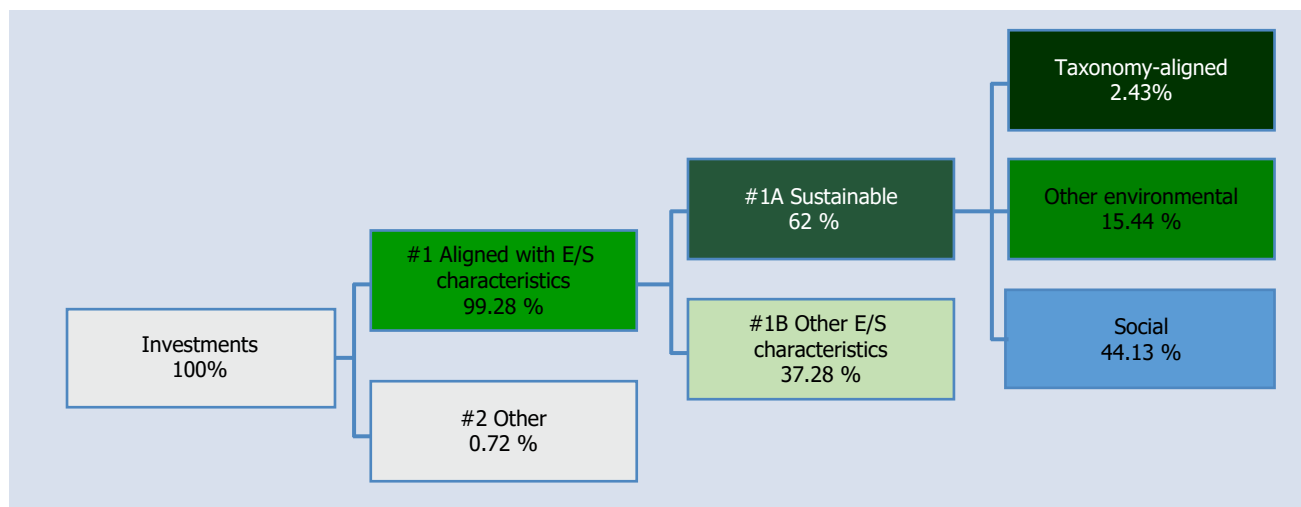 Investments
100%
#1 Aligned with E/S
characteristics
99.28 %
#2 Other
0.72 %
#1A Sustainable
62 %
#1B Other E/S
characteristics
37.28 %
Taxonomy-aligned
2.43%
Other environmental
15.44 %
Social
44.13 %